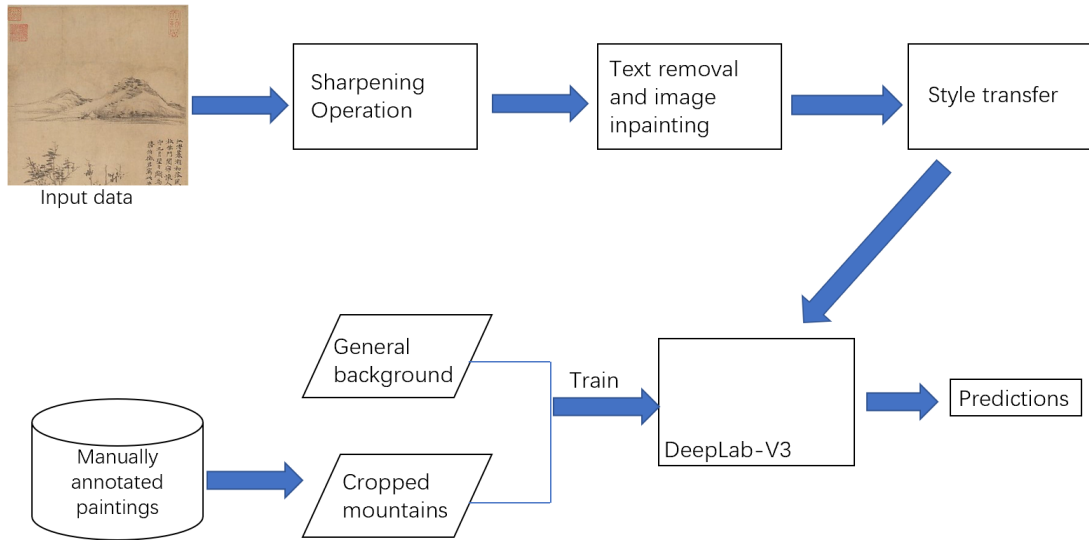 Input data
Sharpening
Operation
Text removal
and image
inpainting
Style transfer
General
background
Train
Manually
annotated
paintings
Cropped
mountains
DeepLab-V3
Predictions